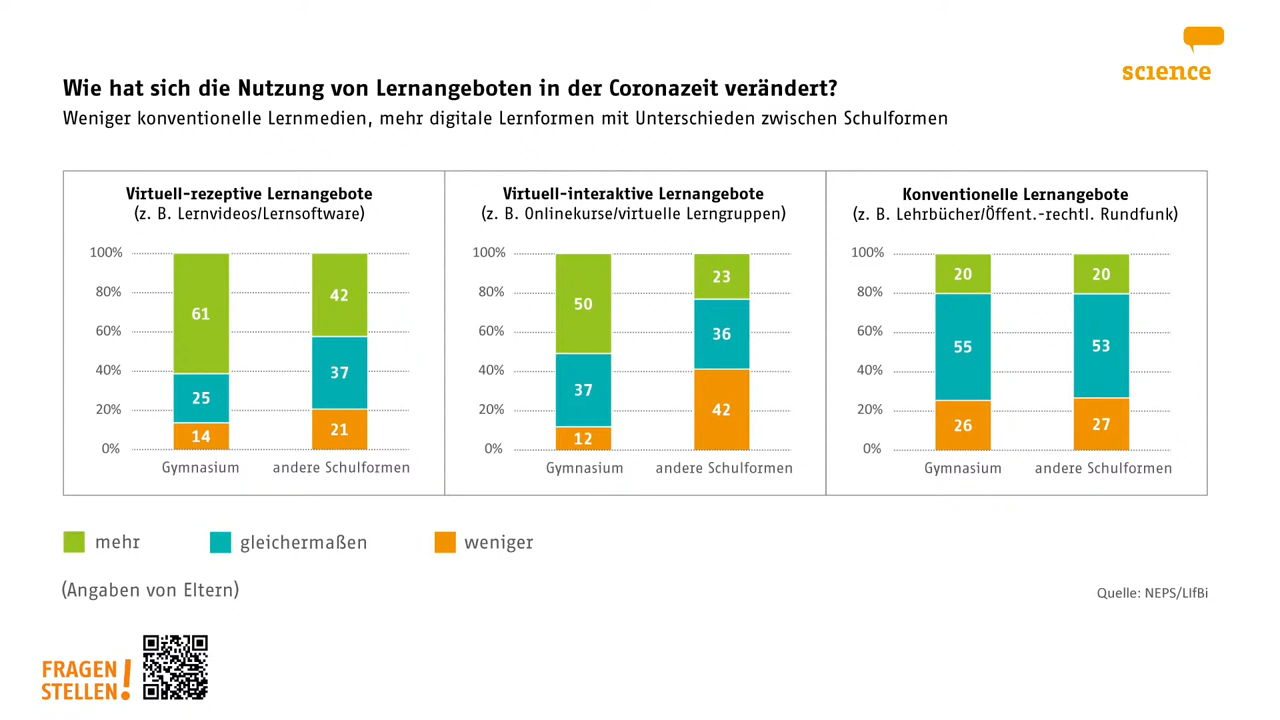 science
Wie hat sich die Nutzung von Lernangeboten in der Coronazeit verändert?
Weniger konventionelle Lernmedien, mehr digitale Lernformen mit Unterschieden zwischen Schulformen
Virtuell-rezeptive Lernangebote
(z. B. Lernvideos/Lernsoftware)
100%
80%
60%
40%
20%
0%
61
25
14
42
37
21
Gymnasium
andere Schulformen
Virtuell-interaktive Lernangebote
(z. B. Onlinekurse/virtuelle Lerngruppen)
100%
80%
60%
40%
20%
0%
50
37
12
23
36
42
Gymnasium
andere Schulformen
Konventionelle Lernangebote
(z. B. Lehrbücher/Öffent.-rechtl. Rundfunk)
100%
80%
60%
40%
20%
0%
20
55
26
20
53
27
Gymnasium
andere Schulformen
mehr
gleichermaßen
weniger
(Angaben von Eltern)
Quelle: NEPS/LIfBi
FRAGEN
STELLEN!